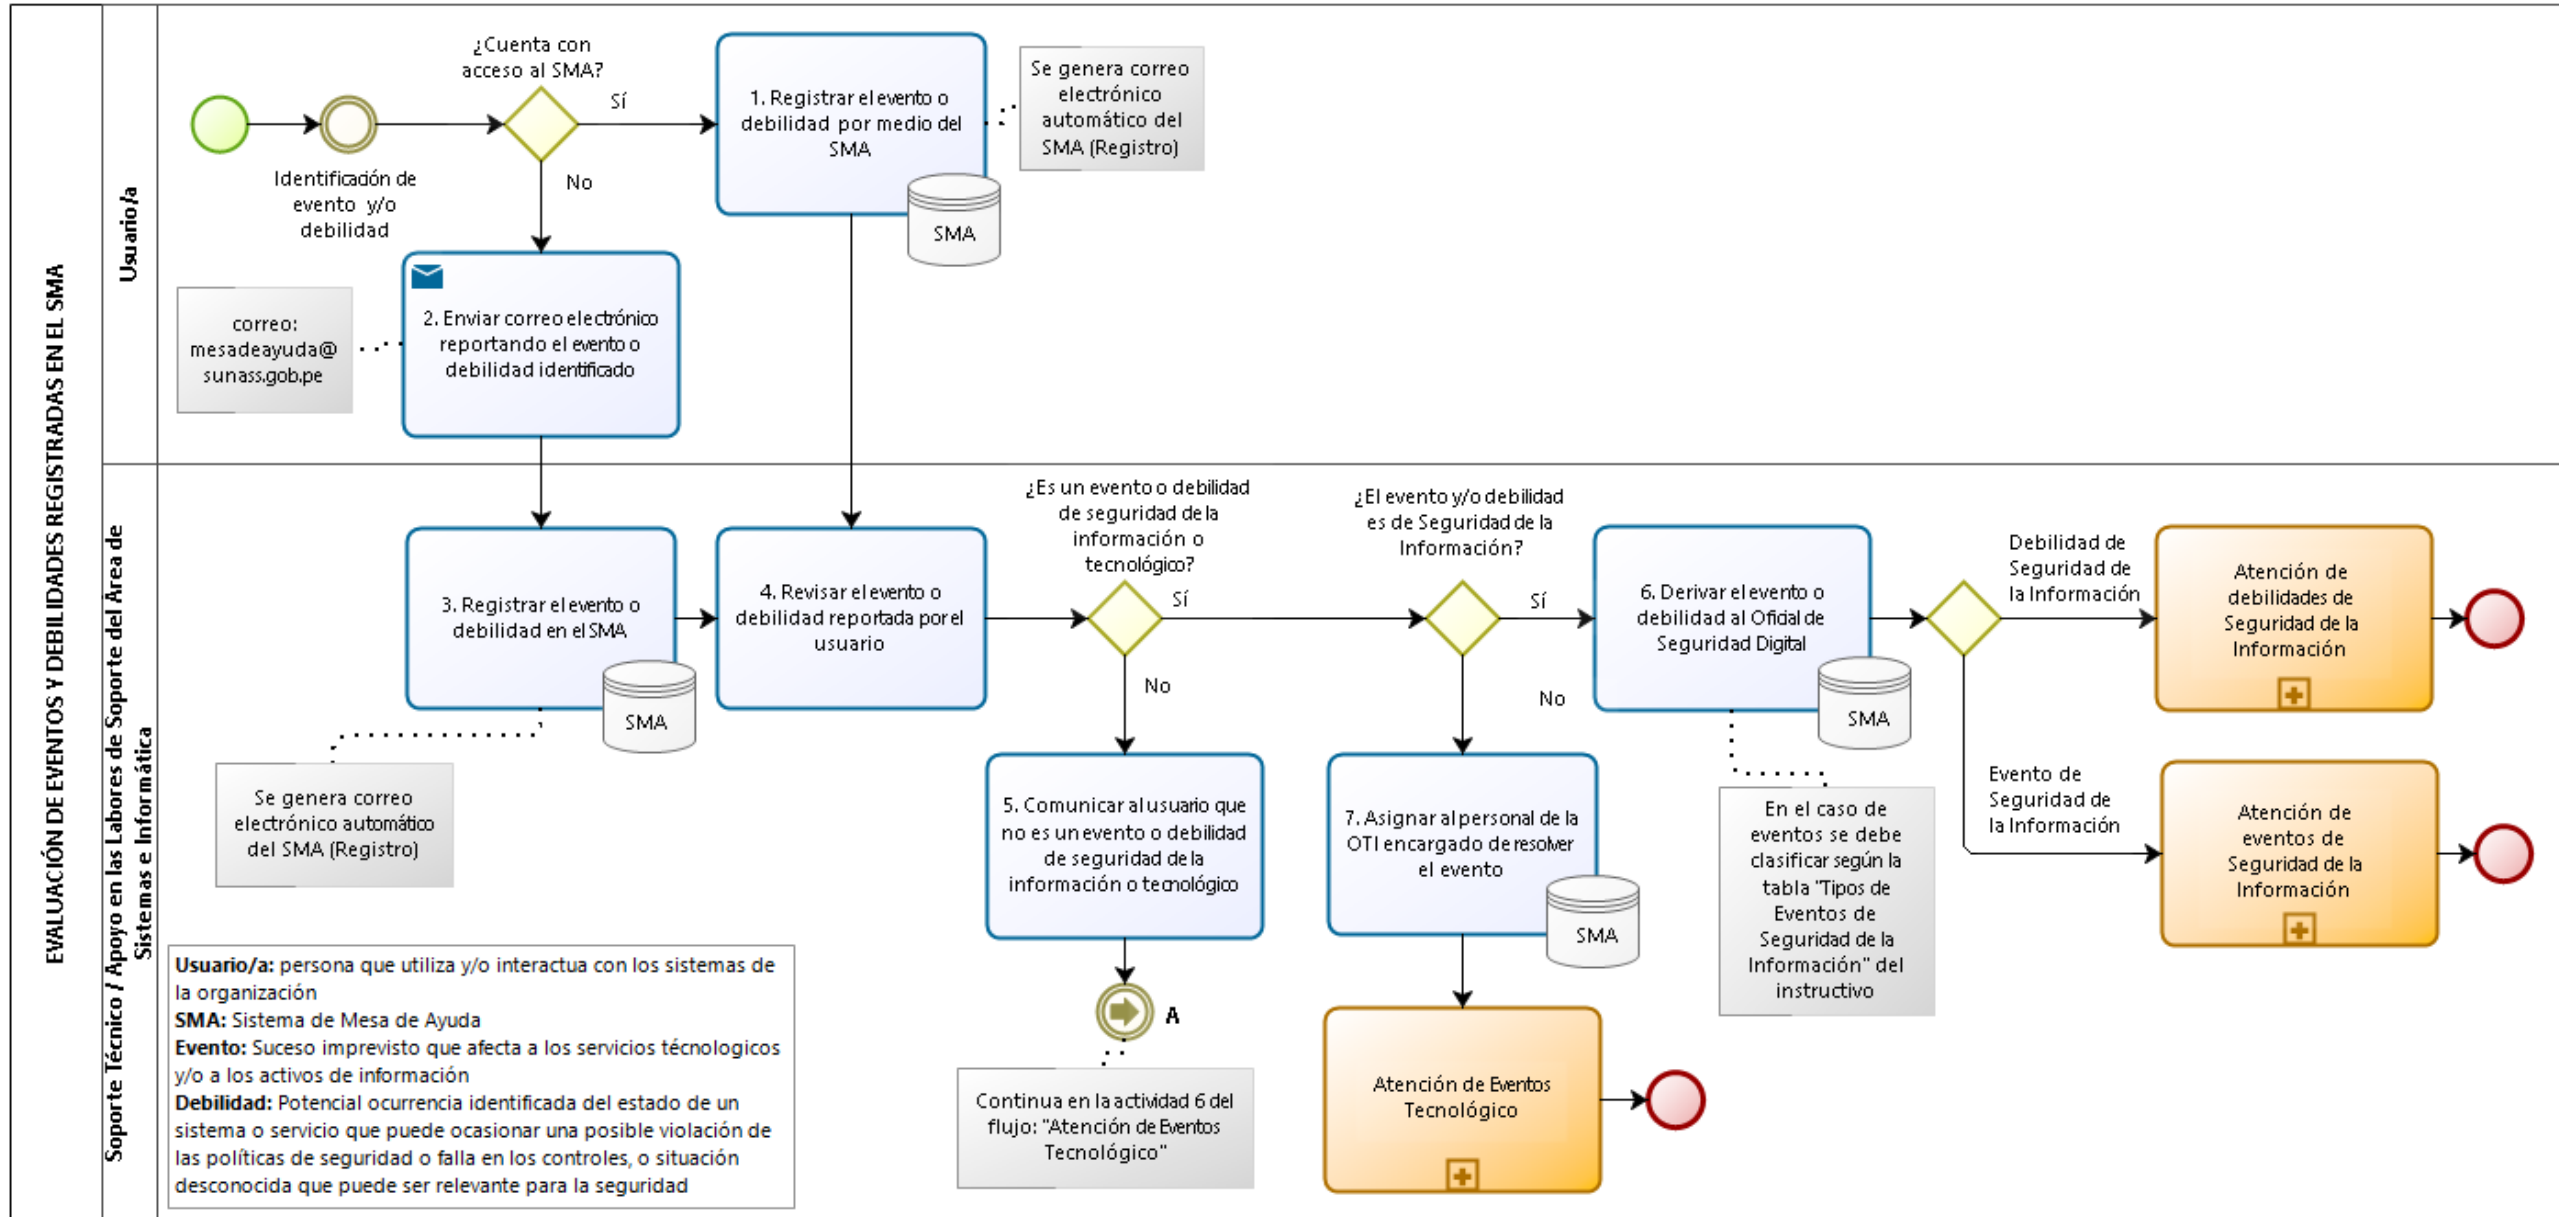 EVALUACIÓN DE EVENTOS Y DEBILIDADES REGISTRADAS EN EL SMA
Usuario/a
¿Cuenta con
acceso al SMA?
Sí
No
Identificación de
evento y/o
debilidad
1. Registrar el evento o
debilidad por medio del
SMA
SMA
Se genera correo
electrónico
automático del
SMA (Registro)
correo:
mesadeayuda@
sunass.gob.pe
2. Enviar correo electrónico
reportando el evento o
debilidad identificado
Soporte Técnico / Apoyo en las Labores de Soporte del Area de
Sistemas e Informática
3. Registrar el evento o
debilidad en el SMA
SMA
Se genera correo
electrónico automático
del SMA (Registro)
4. Revisar el evento o
debilidad reportada por el
usuario
¿Es un evento o debilidad
de seguridad de la
información o
tecnológico?
Sí
No
5. Comunicar al usuario que
no es un evento o debilidad
de seguridad de la
información o tecnológico
A
Continua en la actividad 6 del
flujo: "Atención de Eventos
Tecnológico"
¿El evento y/o debilidad
es de Seguridad de la
Información?
Sí
No
7. Asignar al personal de la
OTI encargado de resolver
el evento
SMA
Atención de Eventos
Tecnológico
6. Derivar el evento o
debilidad al Oficial de
Seguridad Digital
SMA
En el caso de
eventos se debe
clasificar según la
tabla "Tipos de
Eventos de
Seguridad de la
Información" del
instructivo
Debilidad de
Seguridad de
la Información
Atención de
debilidades de
Seguridad de la
Información
Evento de
Seguridad de
la Información
Atención de
eventos de
Seguridad de la
Información
Usuario/a: persona que utiliza y/o interactua con los sistemas de
la organización
SMA: Sistema de Mesa de Ayuda
Evento: Suceso imprevisto que afecta a los servicios técnologicos
y/o a los activos de información
Debilidad: Potencial ocurrencia identificada del estado de un
sistema o servicio que puede ocasionar una posible violación de
las políticas de seguridad o falla en los controles, o situación
desconocida que puede ser relevante para la seguridad